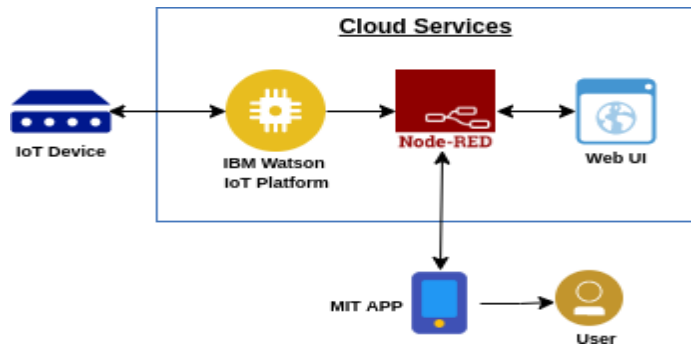 Cloud Services
IoT Device
IBM Watson
IoT Platform
Node-RED
Web UI
MIT APP
User